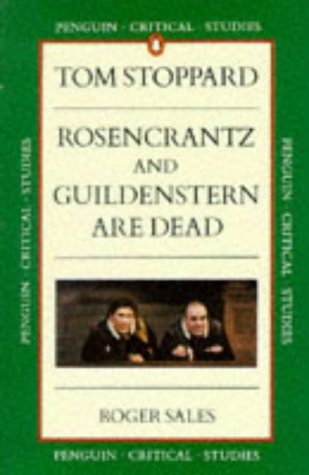 PENGUIN · CRITICAL · STUDIES
TOM STOPPARD
ROSENCRANTZ
AND
GUILDENSTERN
ARE DEAD
PENGUIN · CRITICAL · STUDIES
PENGUIN · CRITICAL · STUDIES
ROGER SALES
PENGUIN · CRITICAL · STUDIES